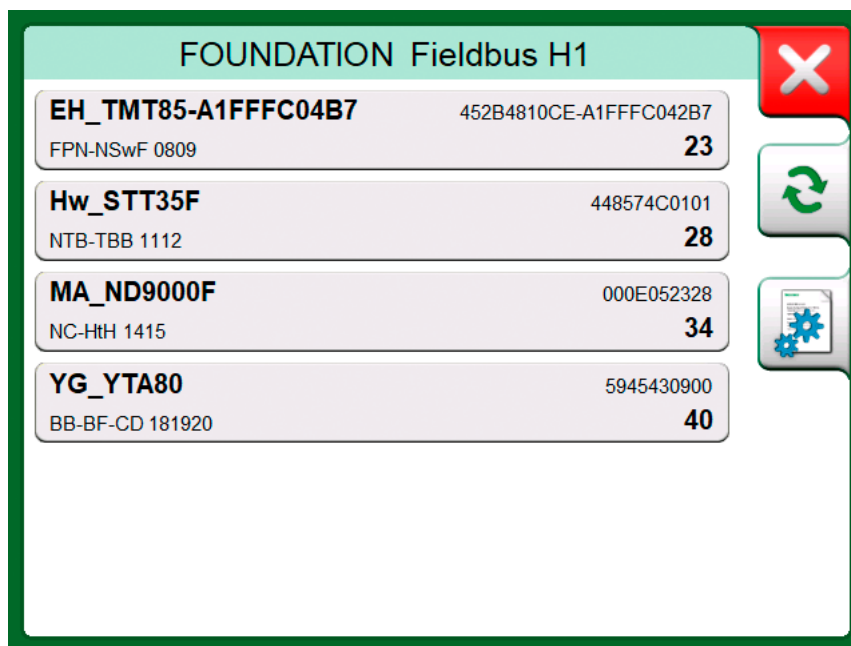 FOUNDATION Fieldbus H1
EH_TMT85-A1FFFC04B7 452B4810CE-A1FFFC042B7
FPN-NSwF 0809 23
Hw_STT35F 448574C0101
NTB-TBB 1112 28
MA_ND9000F 000E052328
NC-HtH 1415 34
YG_YTA80 5945430900
BB-BF-CD 181920 40